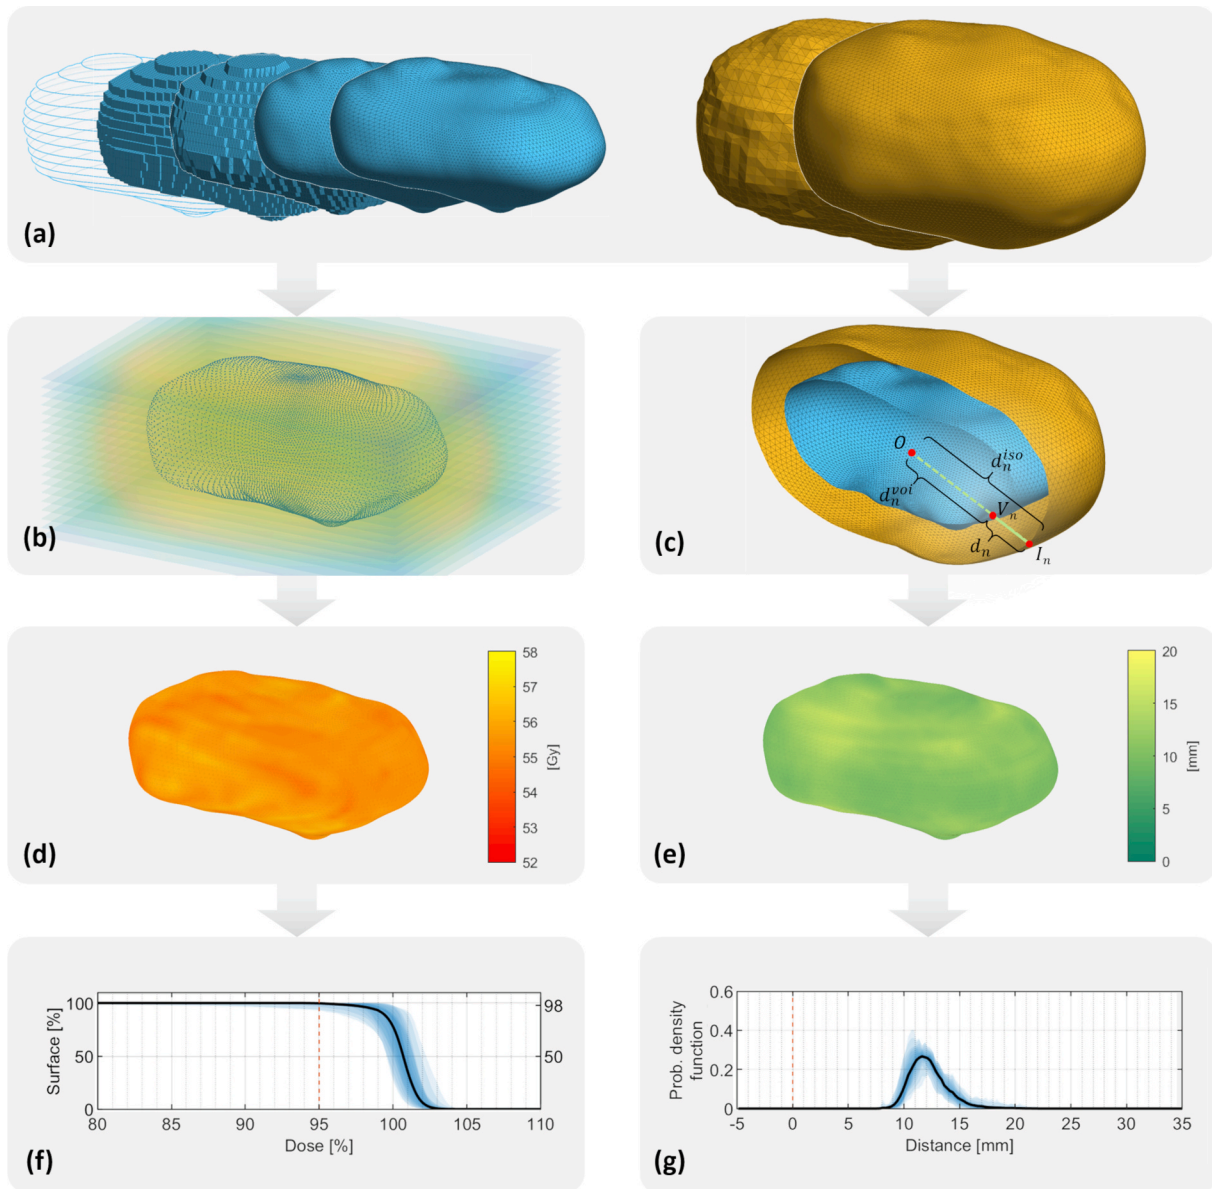 (a)
(b)
O
d_n^{iso}
d_n^{voi}
V_n
d_n
I_n
(c)
58
57
56
55
54
53
52
[Gy]
(d)
20
15
10
5
0
[mm]
(e)
100
50
0
98
50
Surface [%]
80 85 90 95 100 105 110
Dose [%]
(f)
0.6
0.4
0.2
0
Prob. density
function
-5 0 5 10 15 20 25 30 35
Distance [mm]
(g)